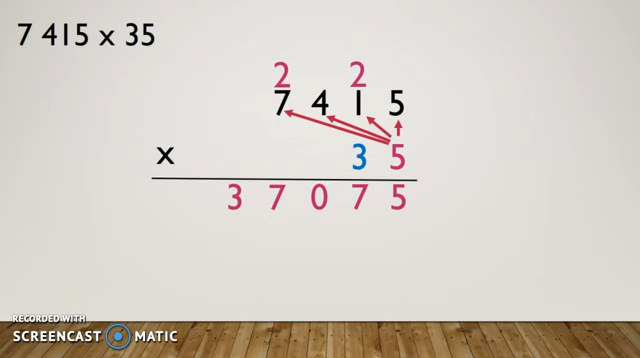 7 415 x 35
2 2
7 4 1 5
x 3 5
3 7 0 7 5
RECORDED WITH
SCREENCAST MATIC